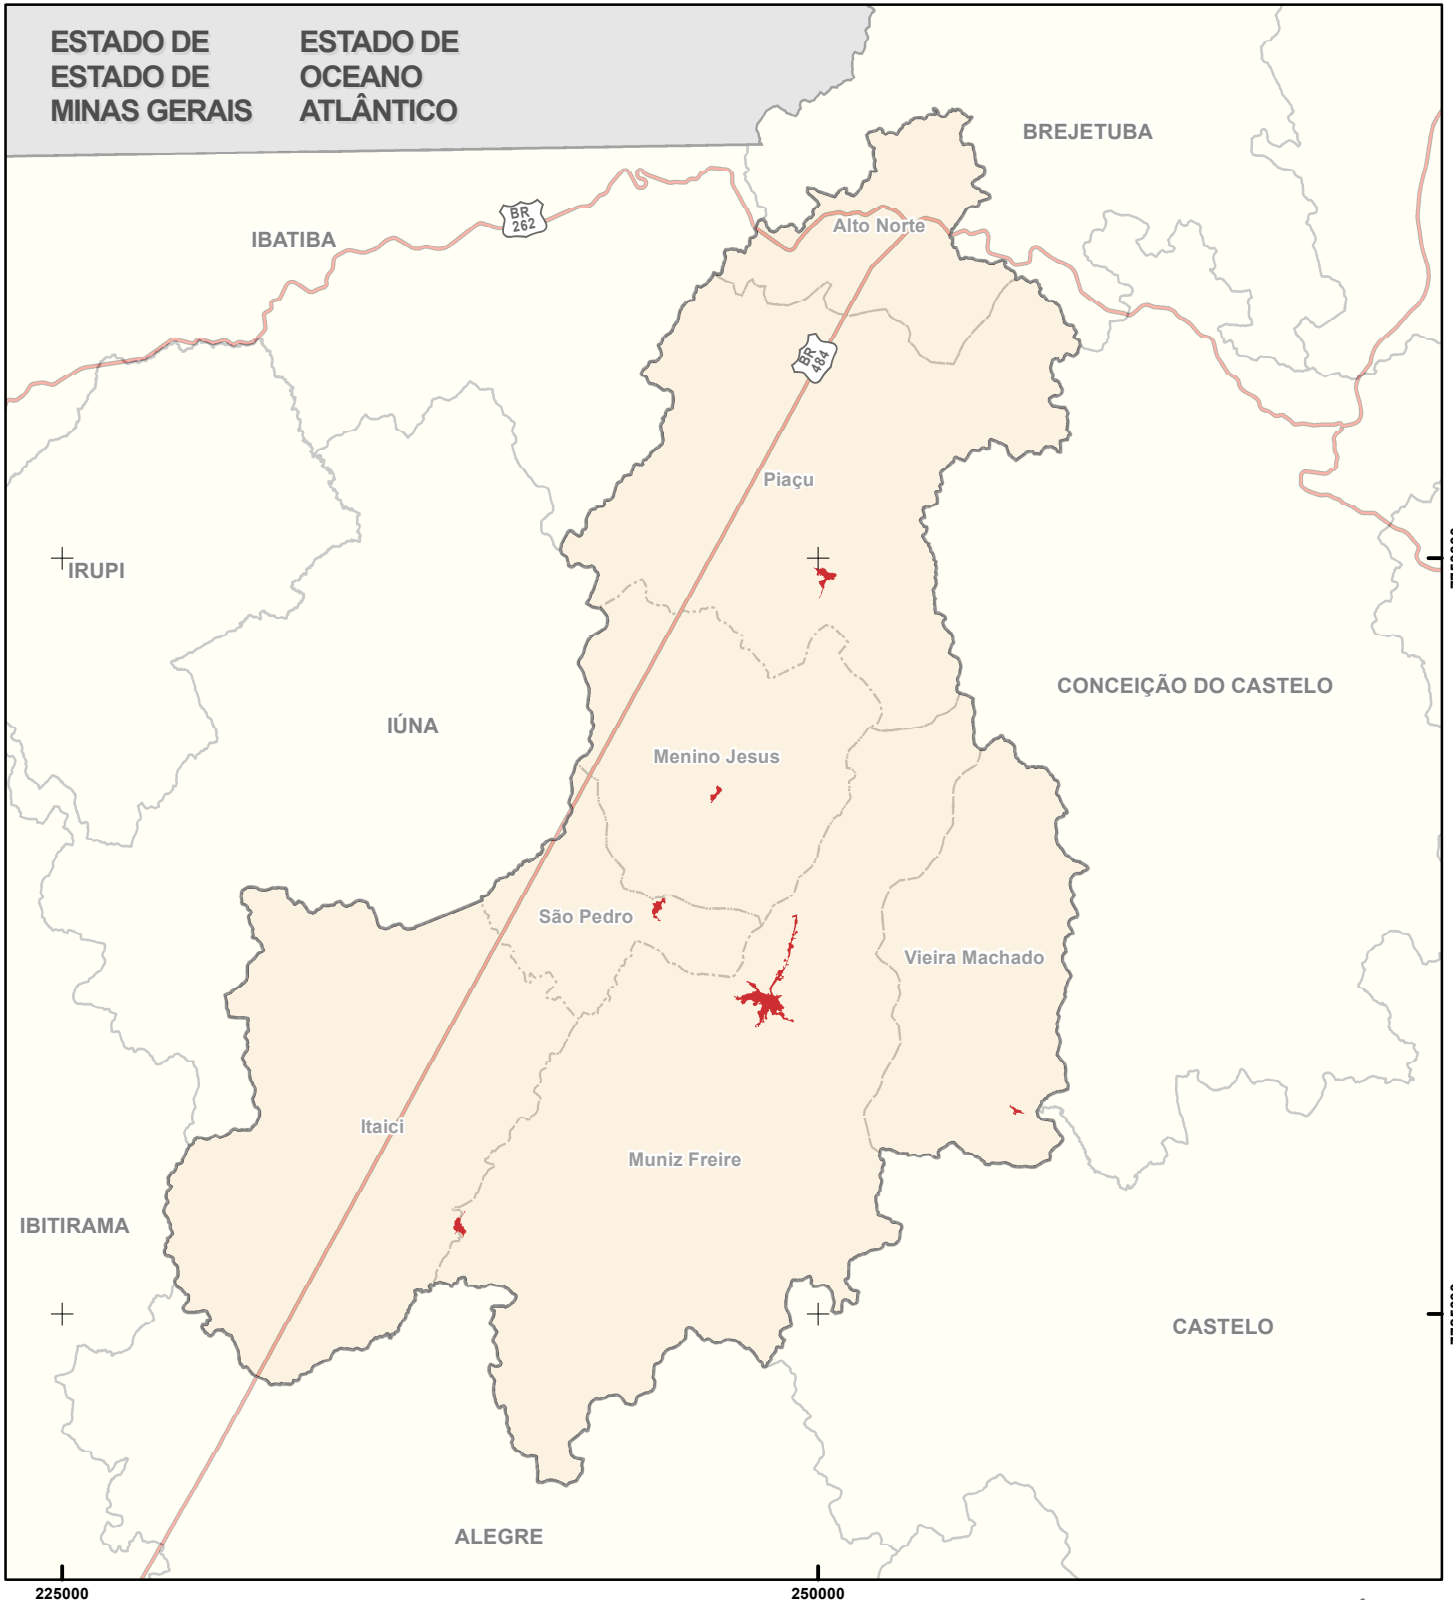 ESTADO DE
ESTADO DE
MINAS GERAIS
ESTADO DE
OCEANO
ATLÂNTICO
BREJETUBA
BR
262
Alto Norte
IBATIBA
BR
484
Piaçu
IRUPI
CONCEIÇÃO DO CASTELO
IÚNA
Menino Jesus
São Pedro
Vieira Machado
Itaici
Muniz Freire
IBITIRAMA
CASTELO
ALEGRE
225000
250000